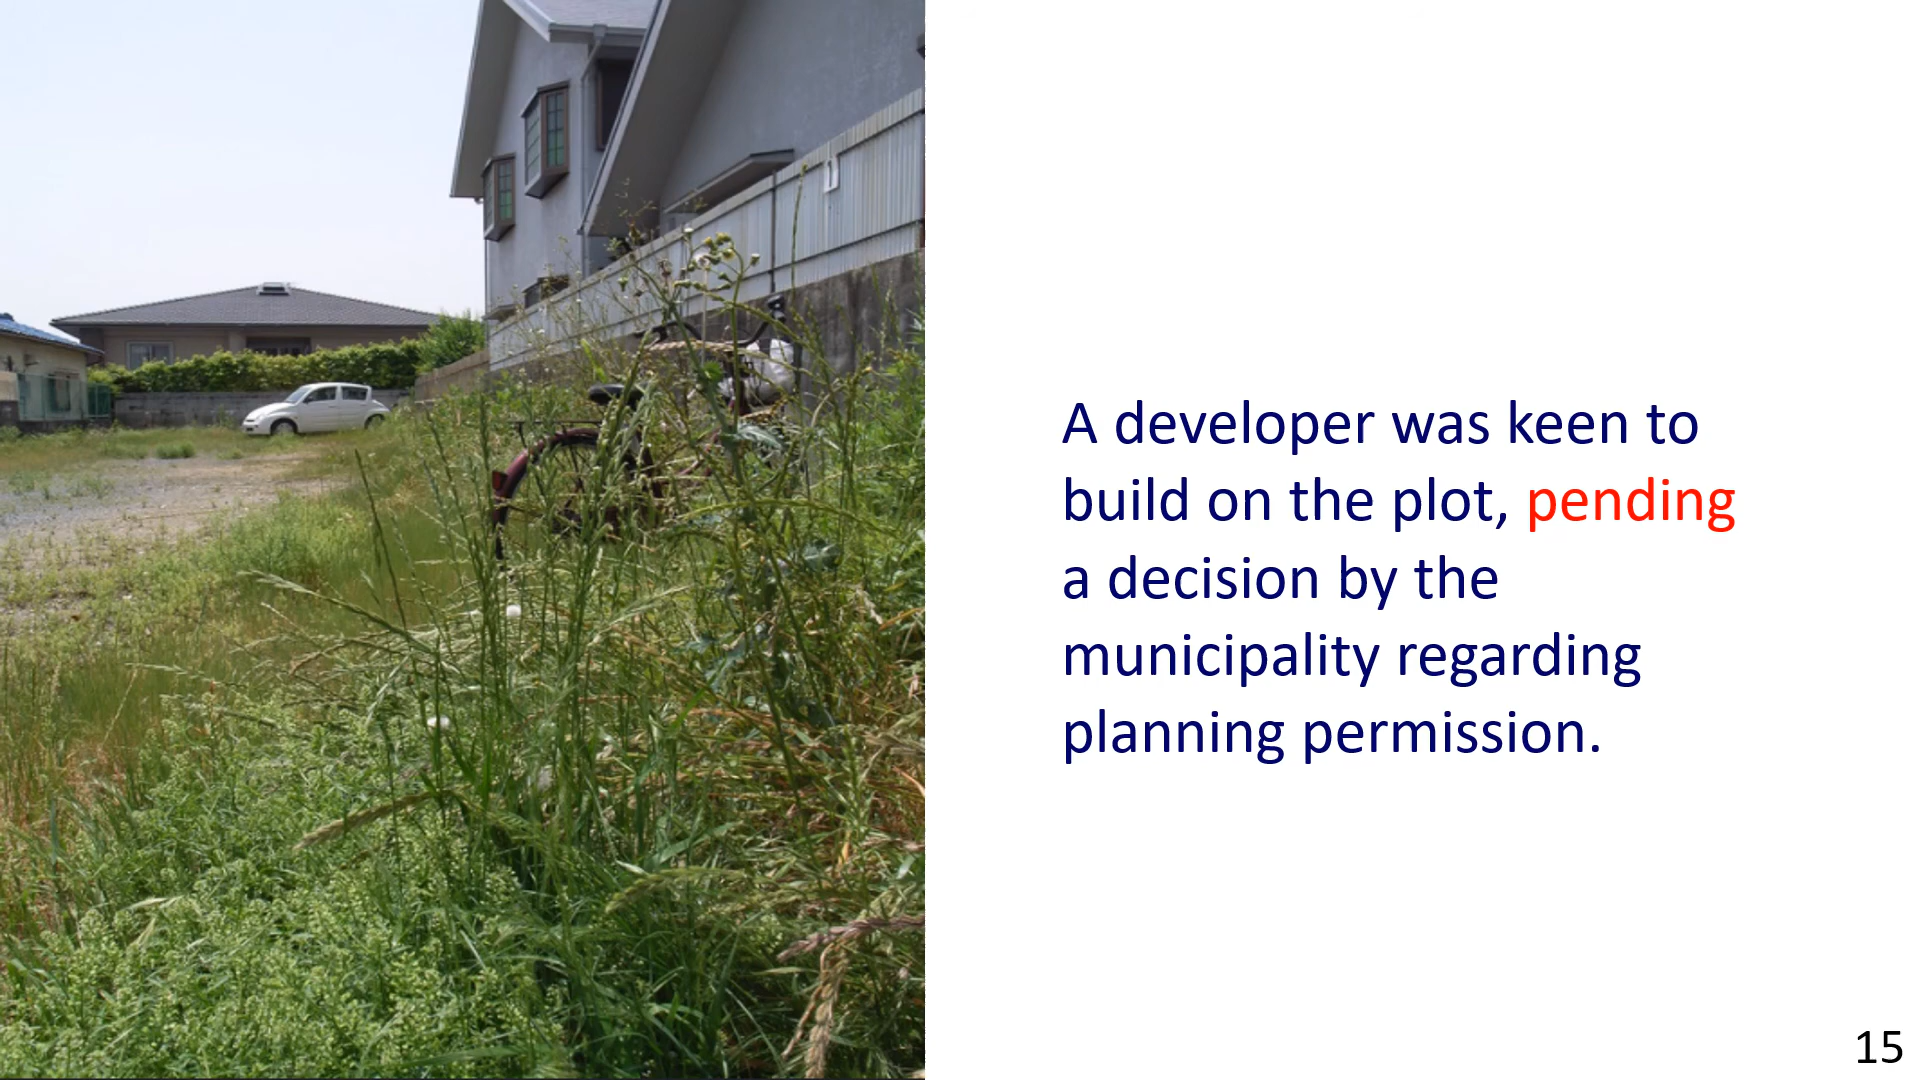 A developer was keen to
build on the plot, pending
a decision by the
municipality regarding
planning permission.
15